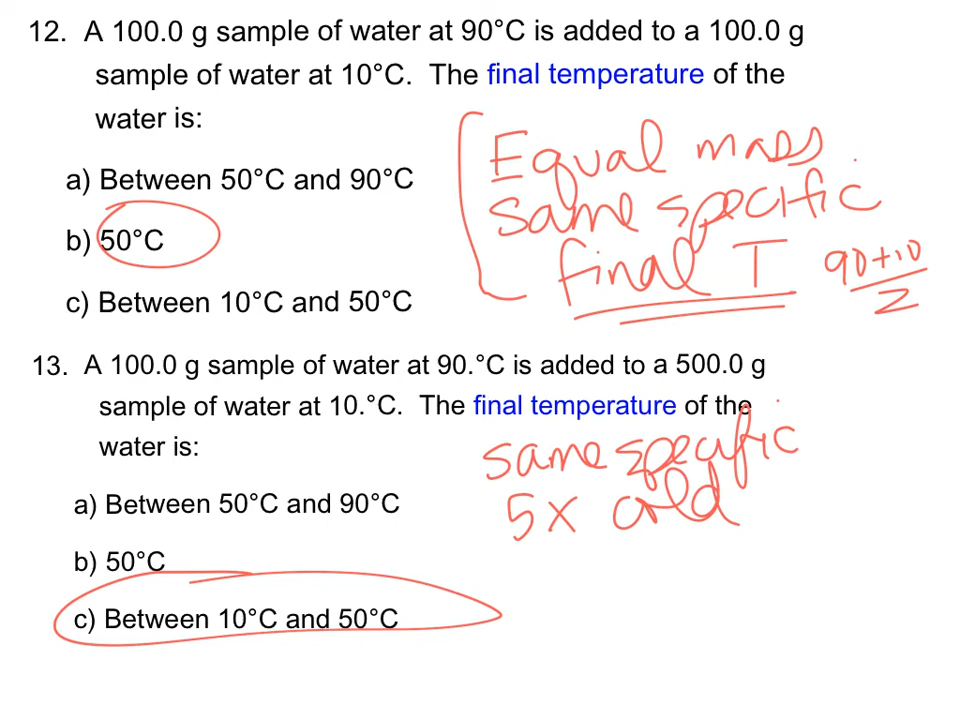 12. A 100.0 g sample of water at 90°C is added to a 100.0 g
sample of water at 10°C. The final temperature of the
water is:
a) Between 50°C and 90°C
b) 50°C
c) Between 10°C and 50°C
Equal mass
same specific
final T
90+10
2
13. A 100.0 g sample of water at 90.°C is added to a 500.0 g
sample of water at 10.°C. The final temperature of the
water is:
same specific
5x cold
a) Between 50°C and 90°C
b) 50°C
c) Between 10°C and 50°C